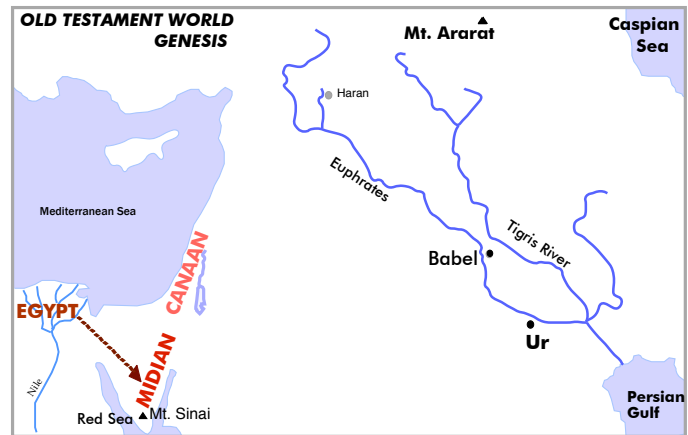 OLD TESTAMENT WORLD
GENESIS
Mt. Ararat
Caspian
Sea
Haran
Euphrates
Mediterranean Sea
Tigris River
Babel
CANAAN
EGYPT
Ur
MIDIAN
Nile
Red Sea
Mt. Sinai
Persian
Gulf